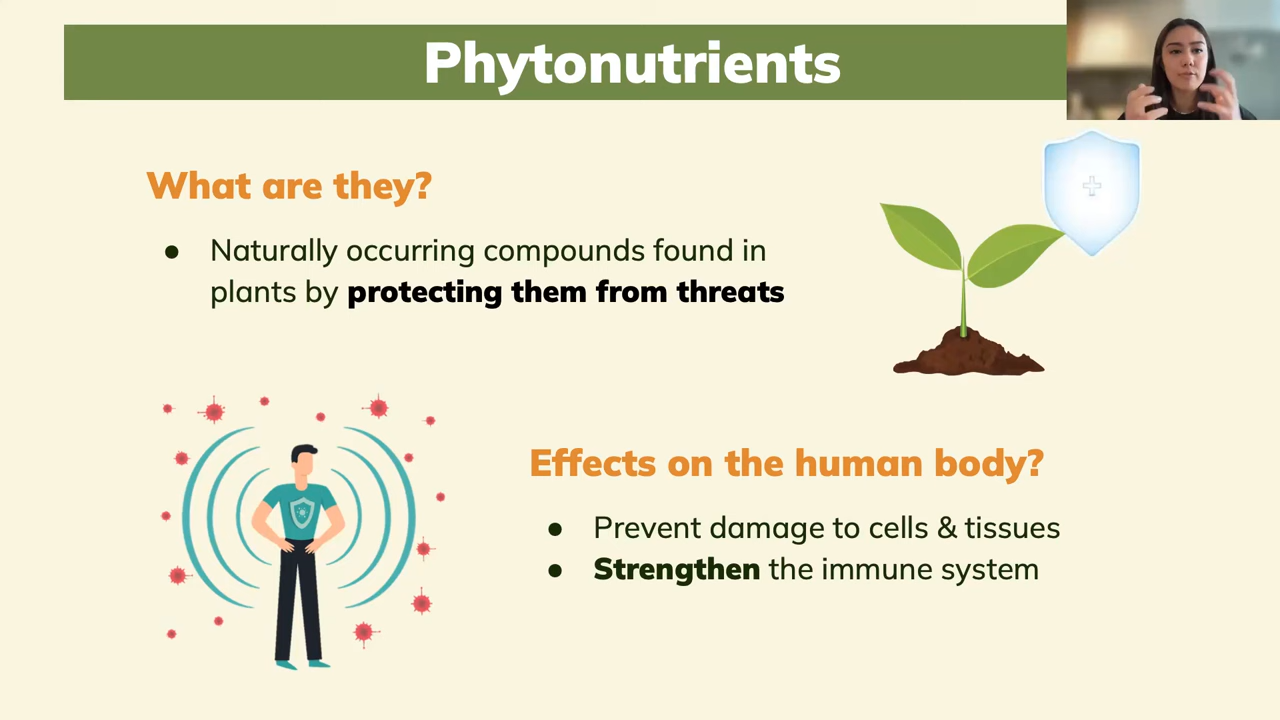 Phytonutrients
What are they?
● Naturally occurring compounds found in
plants by protecting them from threats
Effects on the human body?
● Prevent damage to cells & tissues
● Strengthen the immune system